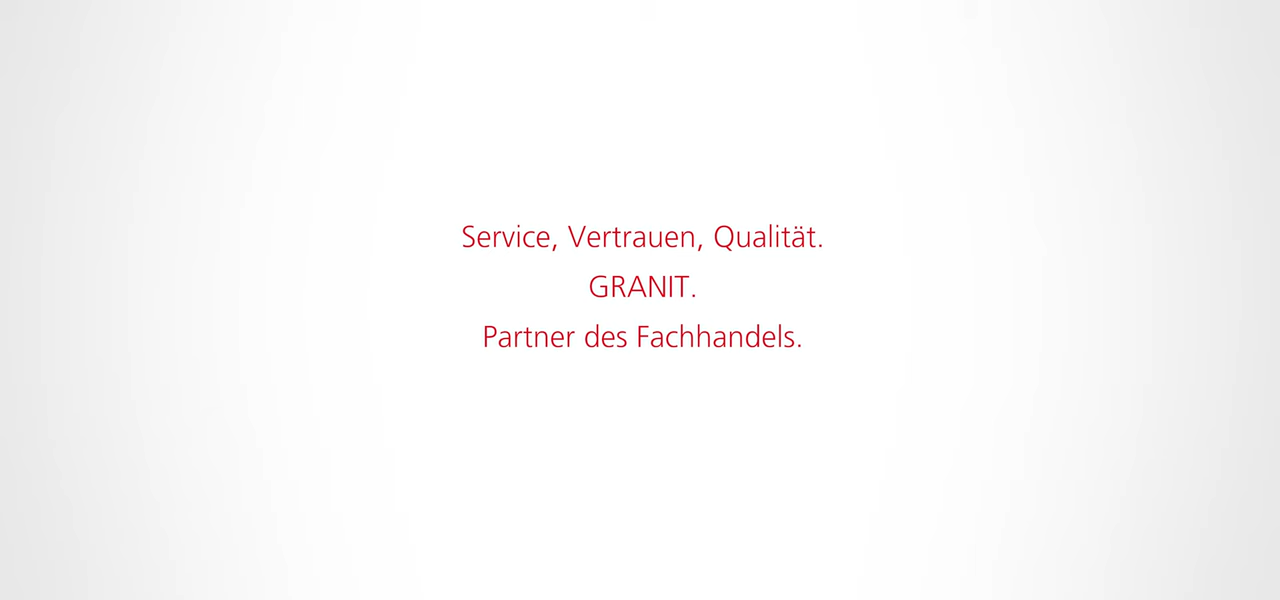 Service, Vertrauen, Qualität.
GRANIT.
Partner des Fachhandels.